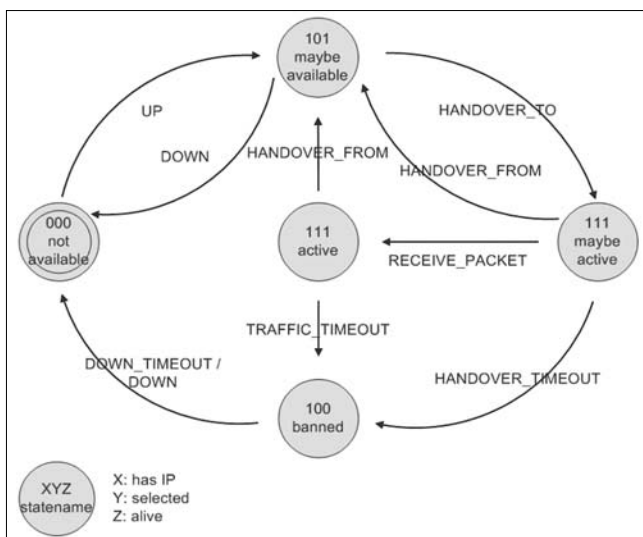 101
maybe
available
UP
HANDOVER_TO
DOWN
HANDOVER_FROM
HANDOVER_FROM
000
not
available
111
active
111
maybe
active
RECEIVE_PACKET
TRAFFIC_TIMEOUT
DOWN_TIMEOUT /
DOWN
HANDOVER_TIMEOUT
100
banned
XYZ
statename
X: has IP
Y: selected
Z: alive